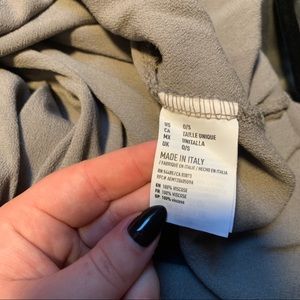 US O/S
CA TAILLE UNIQUE
MX UNITALLA
UK O/S
MADE IN ITALY
/ FABRIQUÉ EN ITALIE / HECHO EN ITALIA
EN: 100% VISCOSE
FR: 100% VISCOSE
SP: 100% viscosa